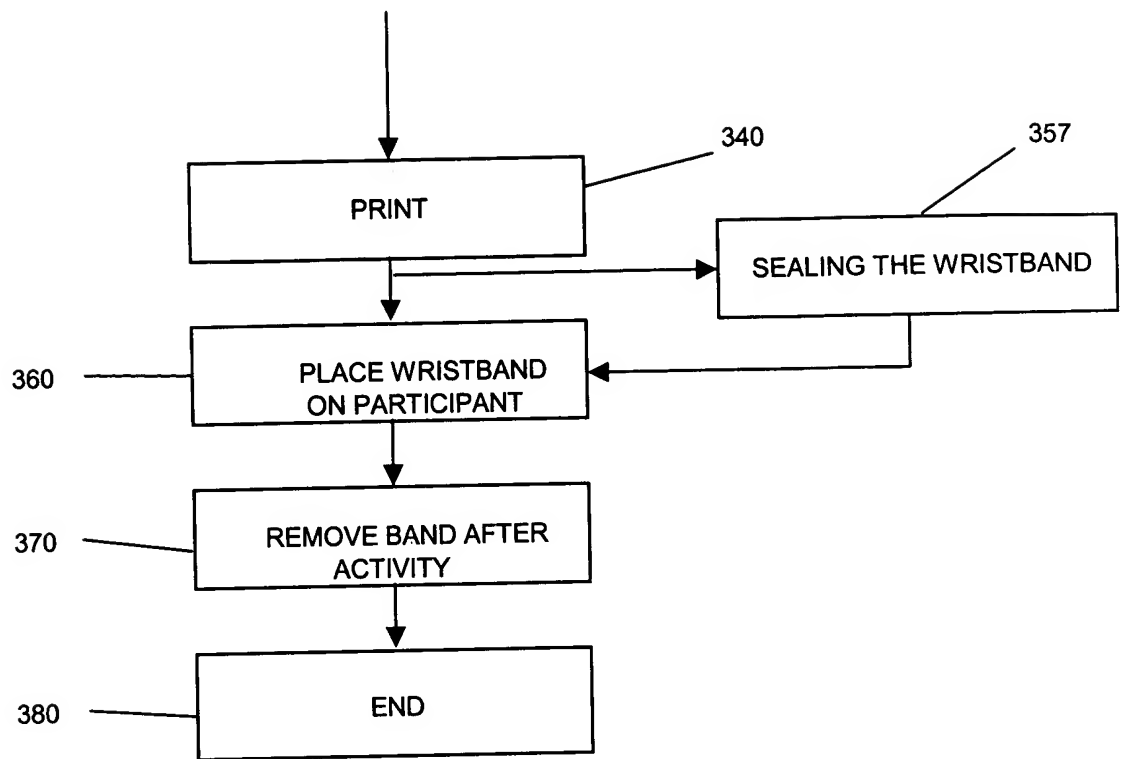 340
357
PRINT
SEALING THE WRISTBAND
360
PLACE WRISTBAND
ON PARTICIPANT
370
REMOVE BAND AFTER
ACTIVITY
380
END